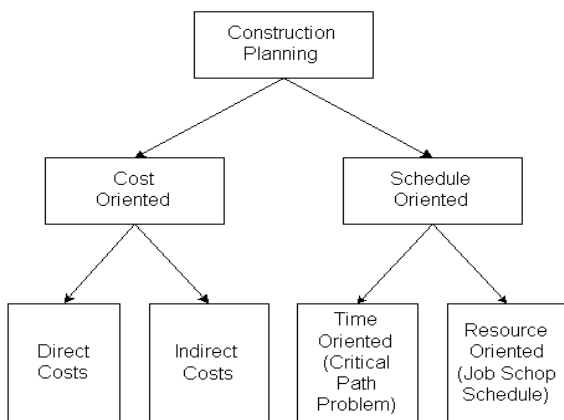 Construction
Planning
Cost
Oriented
Schedule
Oriented
Direct
Costs
Indirect
Costs
Time
Oriented
(Critical
Path
Problem)
Resource
Oriented
(Job Schop
Schedule)